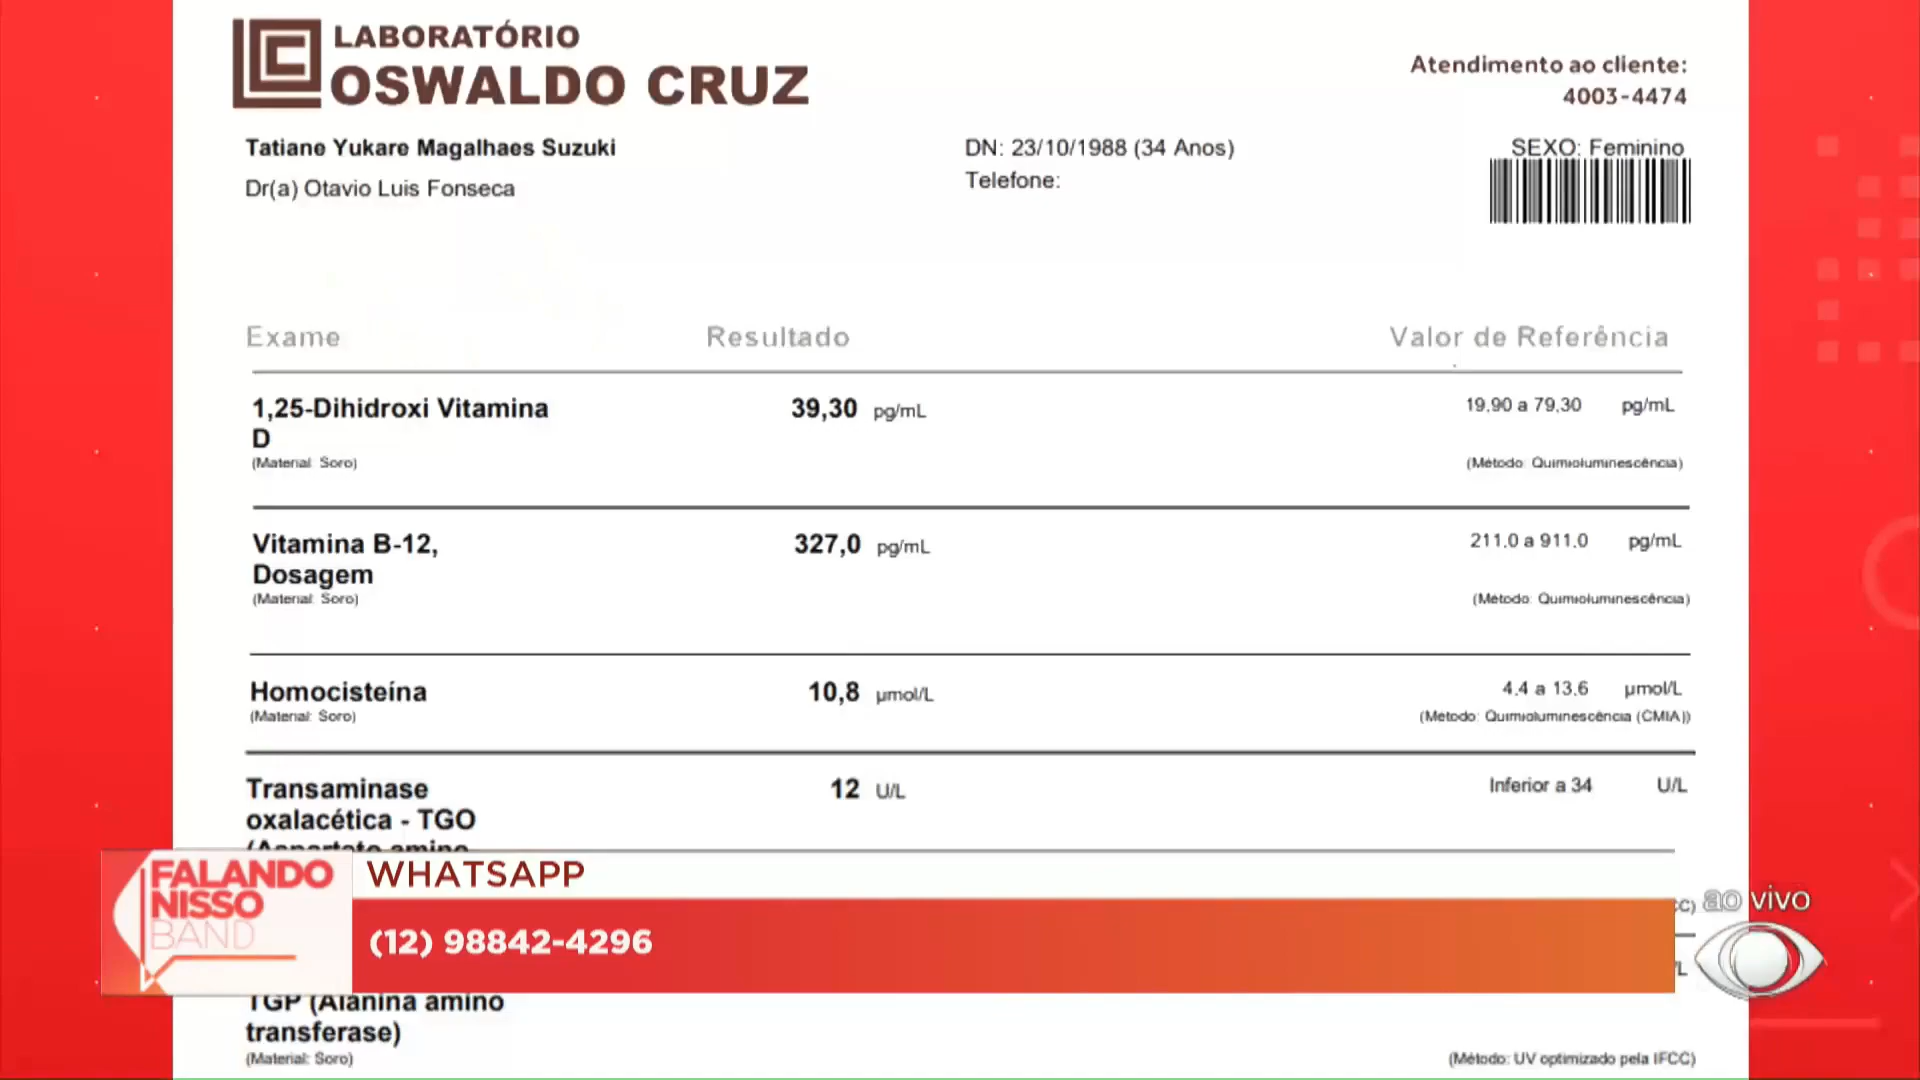 LABORATÓRIO
OSWALDO CRUZ
Atendimento ao cliente:
4003-4474
Tatiane Yukare Magalhaes Suzuki
DN: 23/10/1988 (34 Anos)
SEXO: Feminino
Dr(a) Otavio Luis Fonseca
Telefone:
Exame Resultado Valor de Referência
1,25-Dihidroxi Vitamina 39,30 pg/mL 19,90 a 79,30 pg/mL
D
(Material: Soro) (Método: Quimioluminescência)
Vitamina B-12, 327,0 pg/mL 211,0 a 911,0 pg/mL
Dosagem
(Material: Soro) (Método: Quimioluminescência)
Homocisteína 10,8 µmol/L 4,4 a 13,6 µmol/L
(Material: Soro) (Método: Quimioluminescência (CMIA))
Transaminase 12 U/L Inferior a 34 U/L
oxalacética - TGO
(Aspartato amino
FALANDO
NISSO
BAND
WHATSAPP
(12) 98842-4296
ao vivo
TGP (Alanina amino
transferase)
(Material: Soro) (Método: UV optimizado pela IFCC)